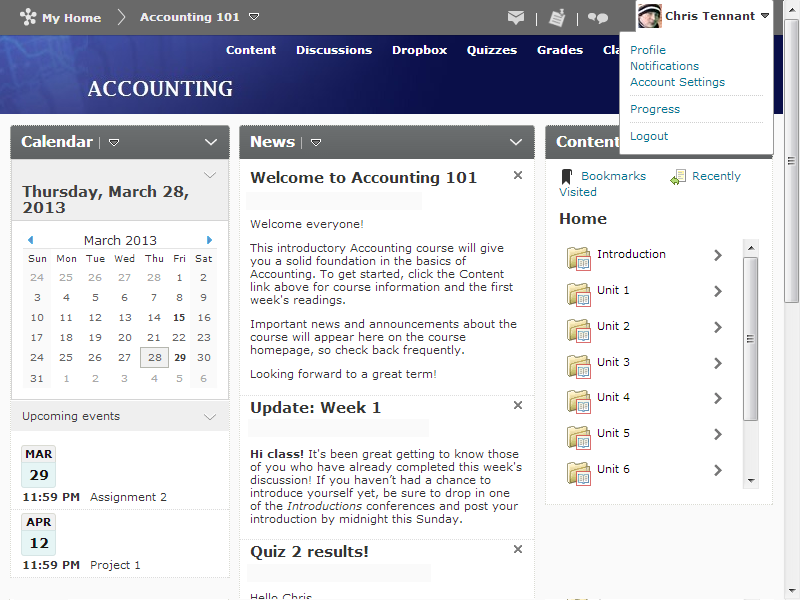 My Home
Accounting 101
Chris Tennant
Content
Discussions
Dropbox
Quizzes
Grades
Cla
Profile
Notifications
Account Settings
Progress
Logout
ACCOUNTING
Calendar
Thursday, March 28,
2013
March 2013
Sun Mon Tue Wed Thu Fri Sat
24 25 26 27 28 1 2
3 4 5 6 7 8 9
10 11 12 13 14 15 16
17 18 19 20 21 22 23
24 25 26 27 28 29 30
31 1 2 3 4 5 6
Upcoming events
MAR
29
11:59 PM Assignment 2
APR
12
11:59 PM Project 1
News
Welcome to Accounting 101
Welcome everyone!
This introductory Accounting course will give
you a solid foundation in the basics of
Accounting. To get started, click the Content
link above for course information and the first
week's readings.
Important news and announcements about the
course will appear here on the course
homepage, so check back frequently.
Looking forward to a great term!
Update: Week 1
Hi class! It's been great getting to know those
of you who have already completed this week's
discussion! If you haven't had a chance to
introduce yourself yet, be sure to drop in one
of the Introductions conferences and post your
introduction by midnight this Sunday.
Quiz 2 results!
Hello Chris
Content
Bookmarks
Recently
Visited
Home
Introduction
Unit 1
Unit 2
Unit 3
Unit 4
Unit 5
Unit 6